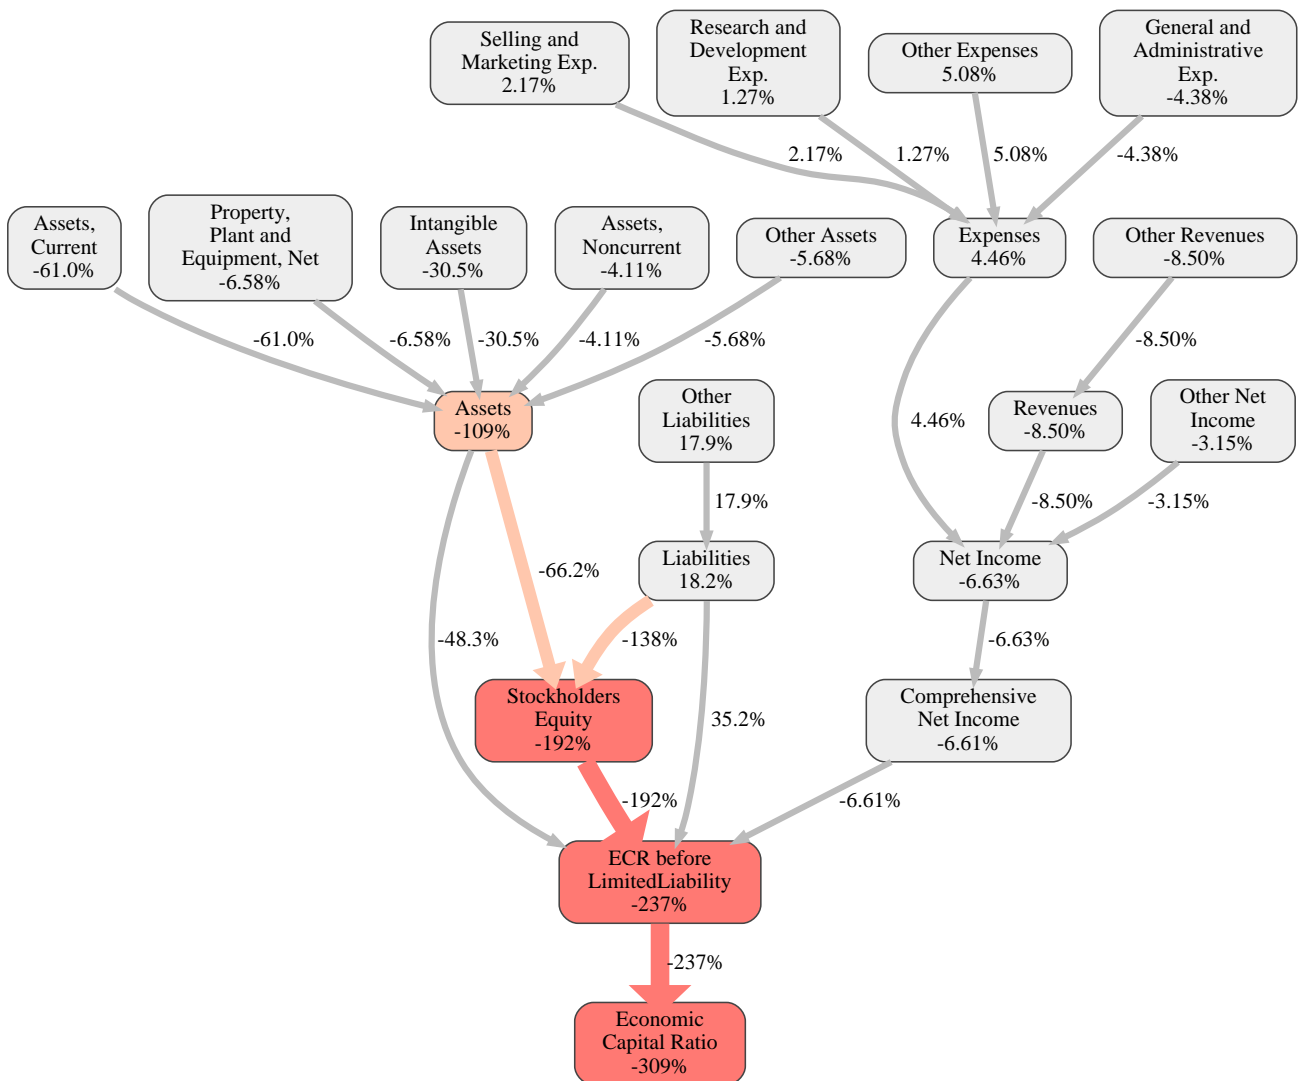 Selling and
Marketing Exp.
2.17%
Research and
Development
Exp.
1.27%
Other Expenses
5.08%
General and
Administrative
Exp.
-4.38%
2.17%
1.27%
5.08%
-4.38%
Assets,
Current
-61.0%
Property,
Plant and
Equipment, Net
-6.58%
Intangible
Assets
-30.5%
Assets,
Noncurrent
-4.11%
Other Assets
-5.68%
Expenses
4.46%
Other Revenues
-8.50%
-61.0%
-6.58%
-30.5%
-4.11%
-5.68%
-8.50%
Assets
-109%
Other
Liabilities
17.9%
4.46%
Revenues
-8.50%
Other Net
Income
-3.15%
17.9%
-8.50%
-3.15%
-66.2%
Liabilities
18.2%
Net Income
-6.63%
-48.3%
-138%
-6.63%
Stockholders
Equity
-192%
35.2%
Comprehensive
Net Income
-6.61%
-192%
-6.61%
ECR before
LimitedLiability
-237%
-237%
Economic
Capital Ratio
-309%